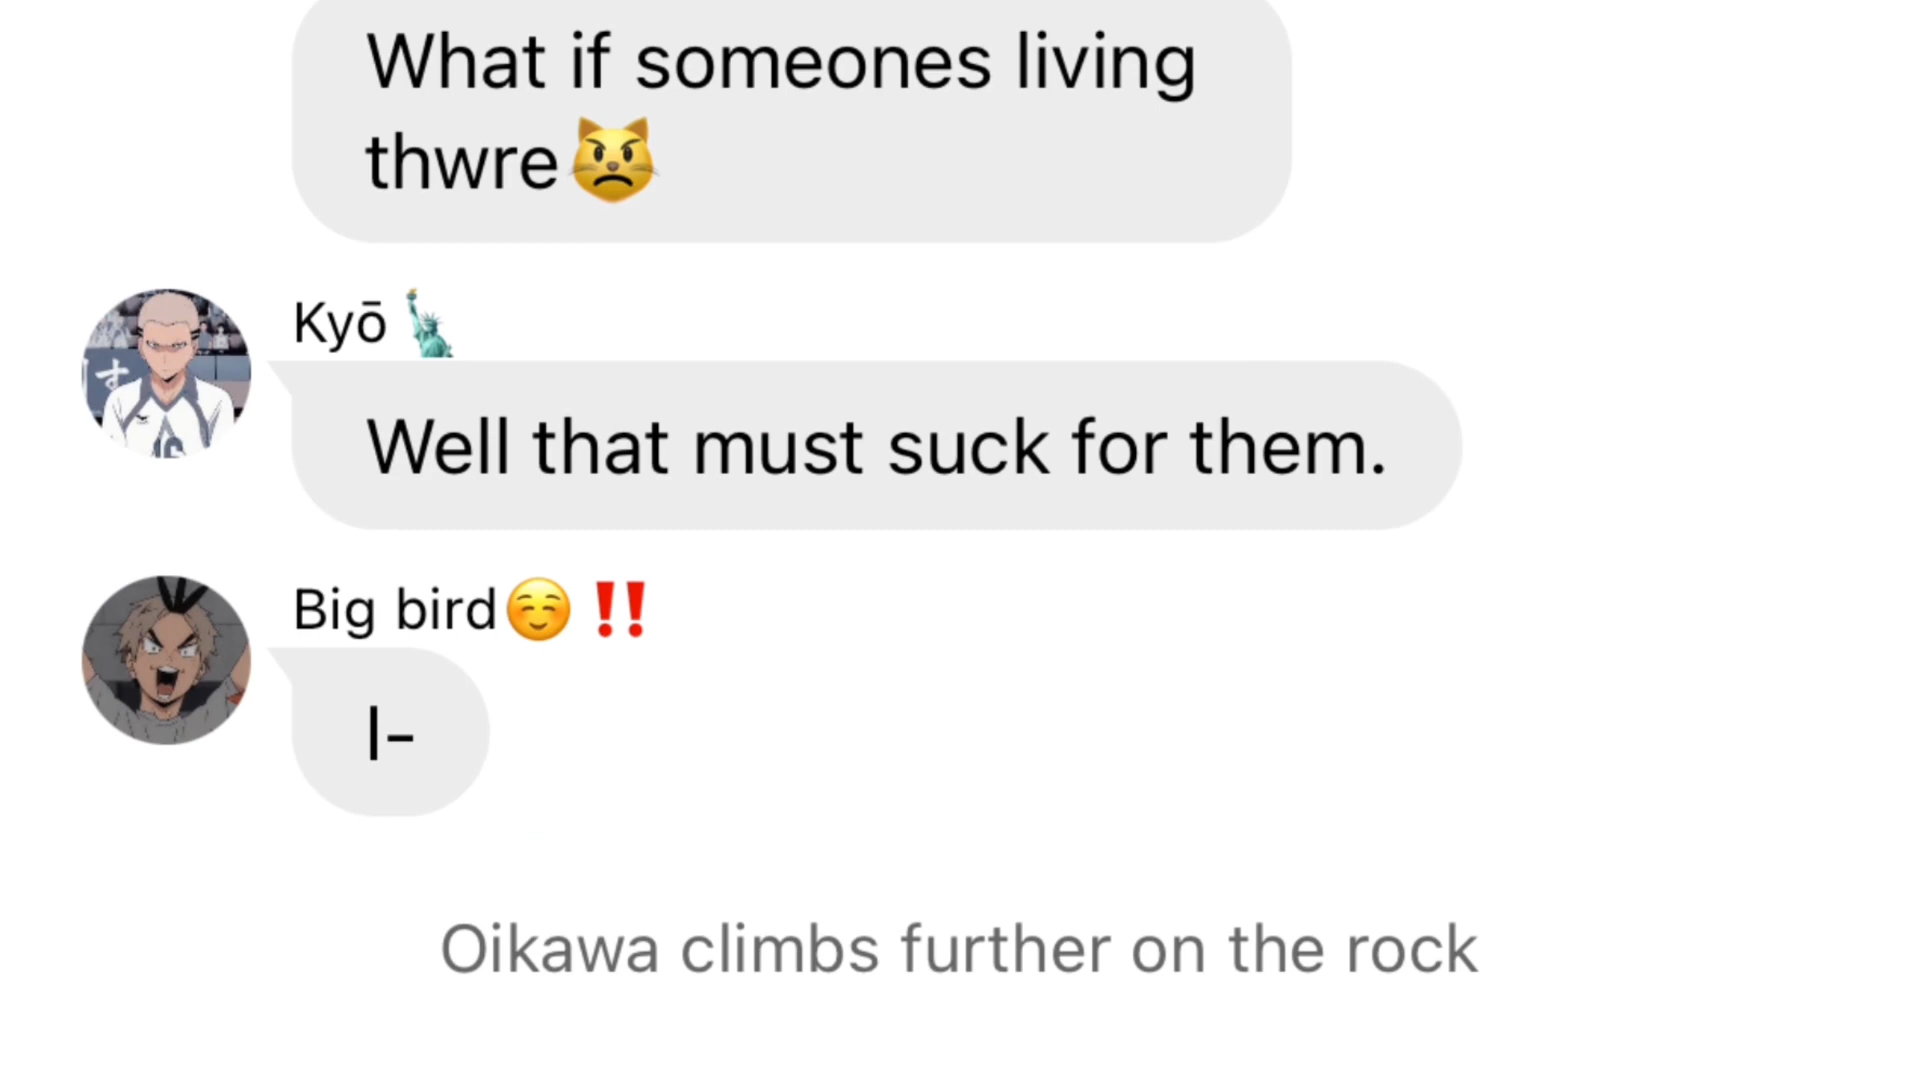 What if someones living
thwre😾
Kyō 🗽
Well that must suck for them.
Big bird☺️ ‼️
I-
Oikawa climbs further on the rock